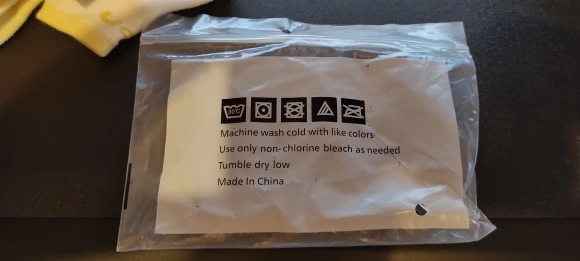 30°C
Machine wash cold with like colors
Use only non-chlorine bleach as needed
Tumble dry low
Made In China